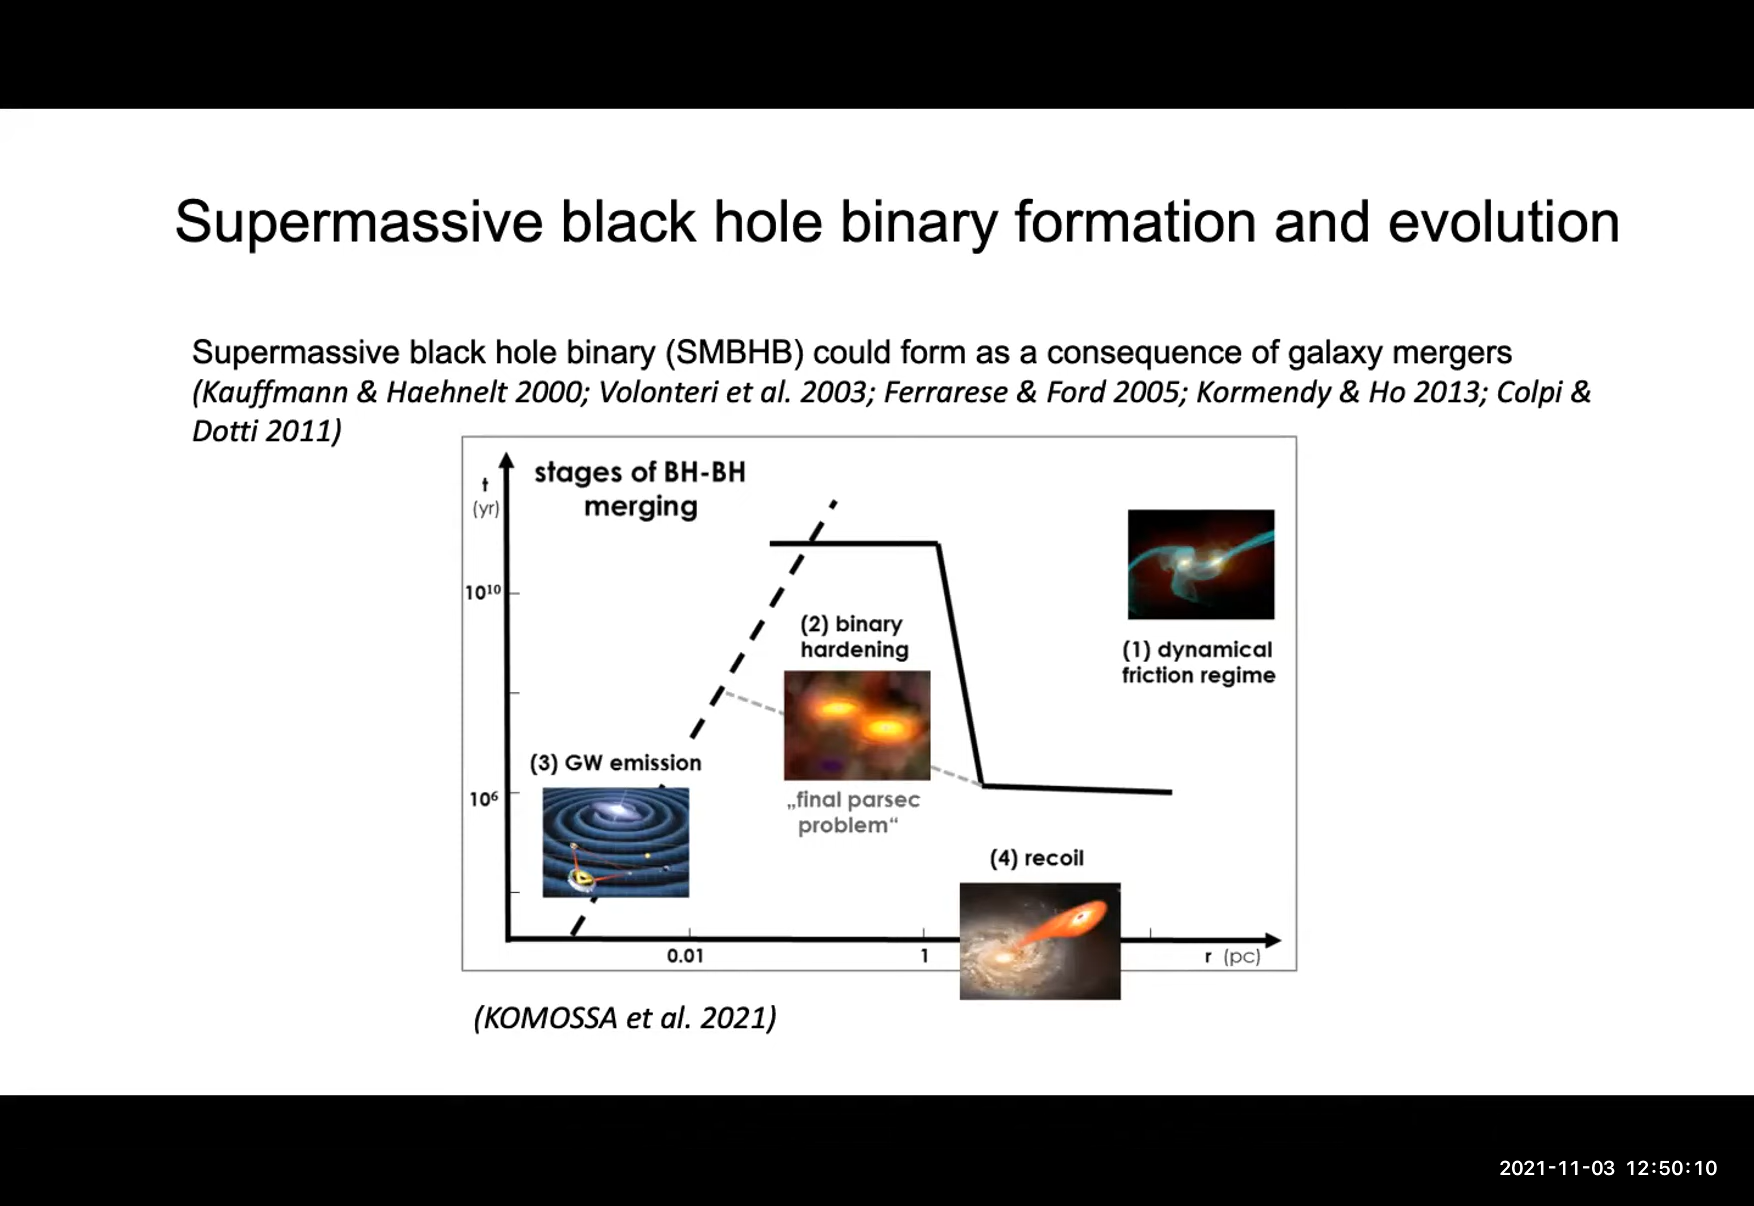 Supermassive black hole binary formation and evolution
Supermassive black hole binary (SMBHB) could form as a consequence of galaxy mergers
(Kauffmann & Haehnelt 2000; Volonteri et al. 2003; Ferrarese & Ford 2005; Kormendy & Ho 2013; Colpi &
Dotti 2011)
stages of BH-BH
merging
t
(yr)
10¹⁰
(2) binary
hardening
(1) dynamical
friction regime
(3) GW emission
10⁶
„final parsec
problem“
(4) recoil
0.01
1
r (pc)
(KOMOSSA et al. 2021)
2021-11-03 12:50:10